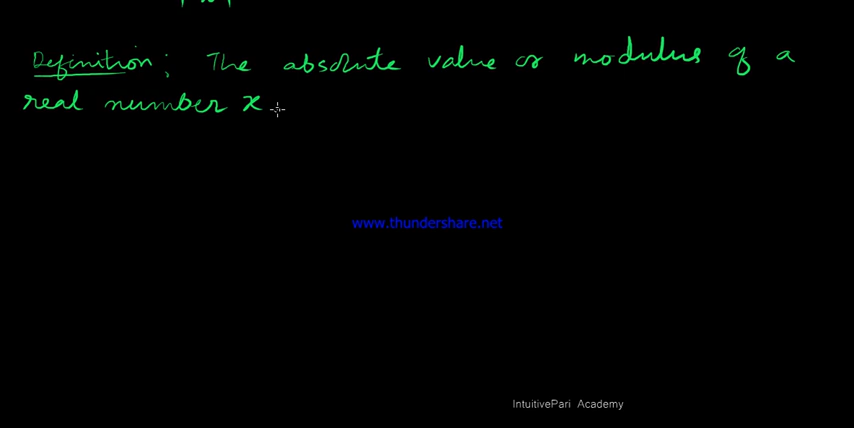 Definition; The absolute value or modulus of a
real number x
www.thundershare.net
IntuitivePari Academy